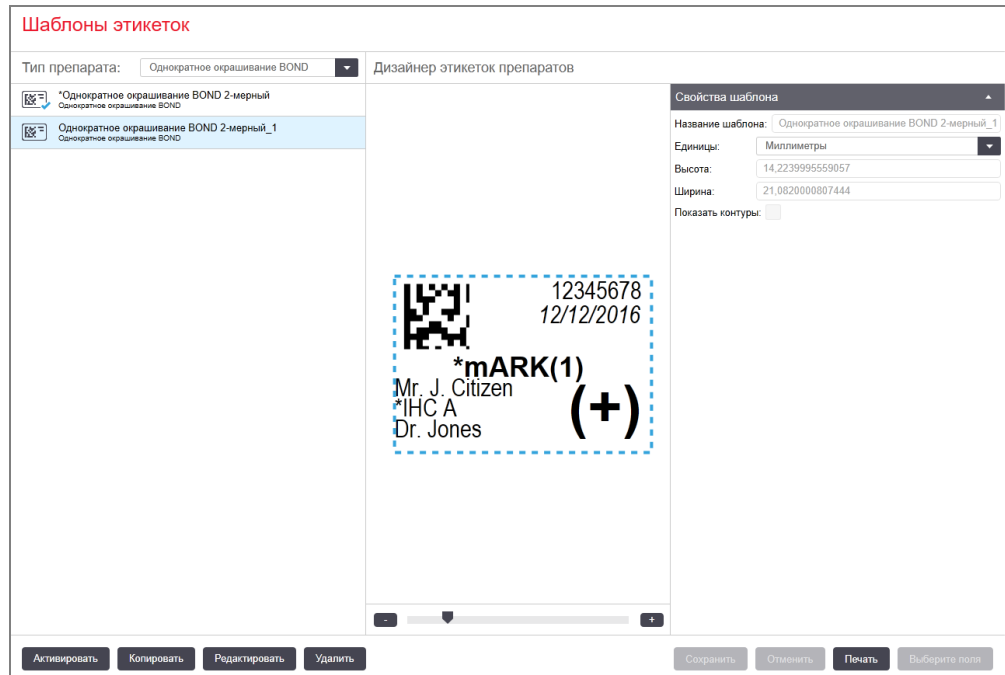 Шаблоны этикеток
Тип препарата: Однократное окрашивание BOND
Дизайнер этикеток препаратов
*Однократное окрашивание BOND 2-мерный
Однократное окрашивание BOND
Однократное окрашивание BOND 2-мерный_1
Однократное окрашивание BOND
12345678
12/12/2016
*mARK(1)
Mr. J. Citizen
*IHC A
Dr. Jones
(+)
Свойства шаблона
Название шаблона: Однократное окрашивание BOND 2-мерный_1
Единицы: Миллиметры
Высота: 14,2239995559057
Ширина: 21,0820000807444
Показать контуры:
- +
Активировать Копировать Редактировать Удалить Сохранить Отменить Печать Выберите поля